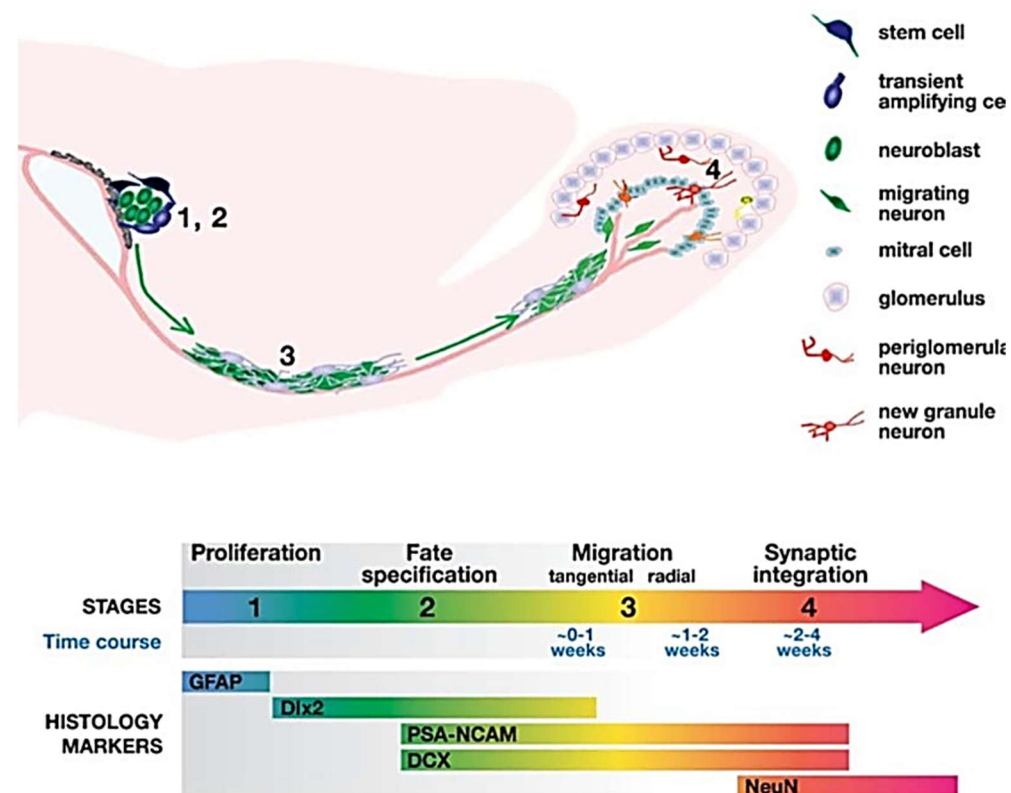 stem cell
transient
amplifying ce
neuroblast
migrating
neuron
mitral cell
glomerulus
periglomerula
neuron
new granule
neuron
1, 2
3
4
Proliferation
Fate
specification
Migration
tangential radial
Synaptic
integration
STAGES
1 2 3 4
Time course
~0-1
weeks
~1-2
weeks
~2-4
weeks
HISTOLOGY
MARKERS
GFAP
Dlx2
PSA-NCAM
DCX
NeuN